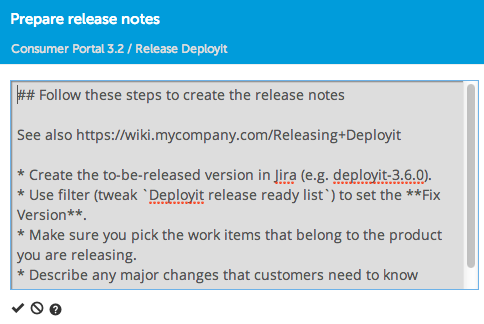 Prepare release notes
Consumer Portal 3.2 / Release Deployit
## Follow these steps to create the release notes
See also https://wiki.mycompany.com/Releasing+Deployit
* Create the to-be-released version in Jira (e.g. deployit-3.6.0).
* Use filter (tweak `Deployit release ready list`) to set the **Fix
Version**.
* Make sure you pick the work items that belong to the product
you are releasing.
* Describe any major changes that customers need to know